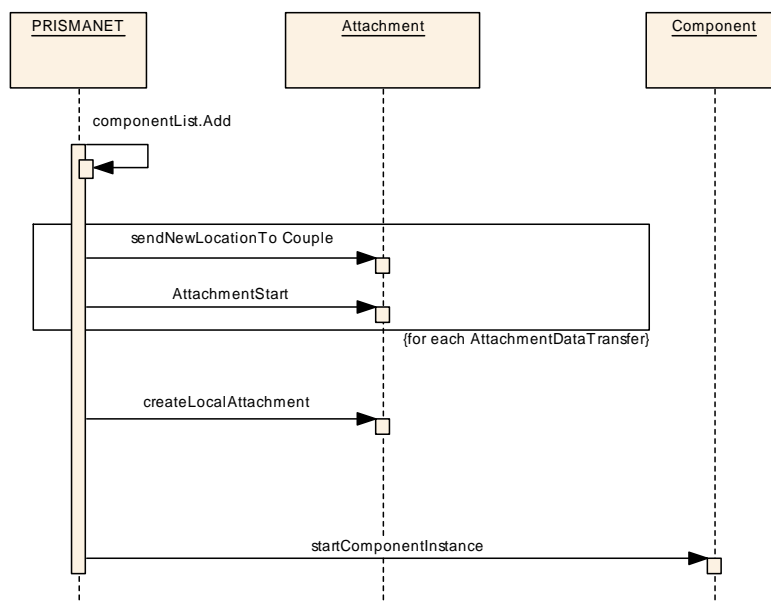 PRISMANET
Attachment
Component
componentList.Add
sendNewLocationTo Couple
AttachmentStart
{for each AttachmentDataTransfer}
createLocalAttachment
startComponentInstance